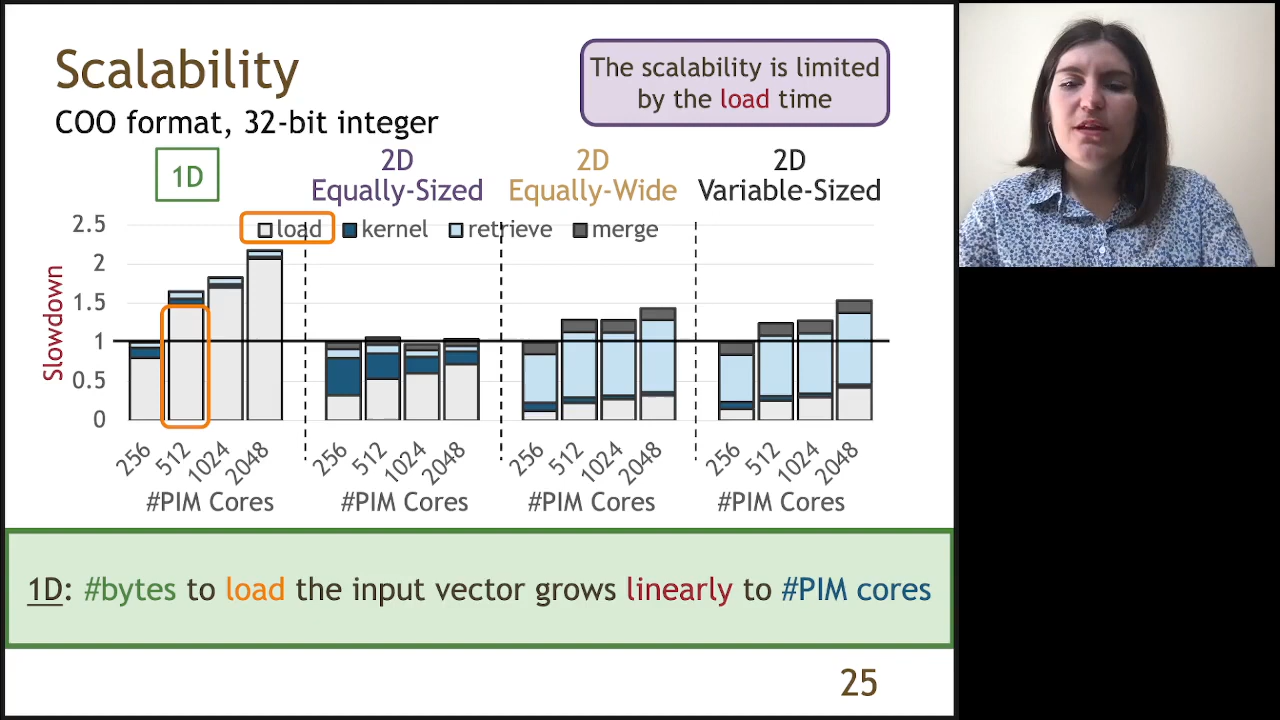 Scalability
COO format, 32-bit integer
The scalability is limited
by the load time
1D
2D
Equally-Sized
2D
Equally-Wide
2D
Variable-Sized
load kernel retrieve merge
Slowdown
2.5
2
1.5
1
0.5
0
256 512 1024 2048
256 512 1024 2048
256 512 1024 2048
256 512 1024 2048
#PIM Cores
#PIM Cores
#PIM Cores
#PIM Cores
1D: #bytes to load the input vector grows linearly to #PIM cores
25